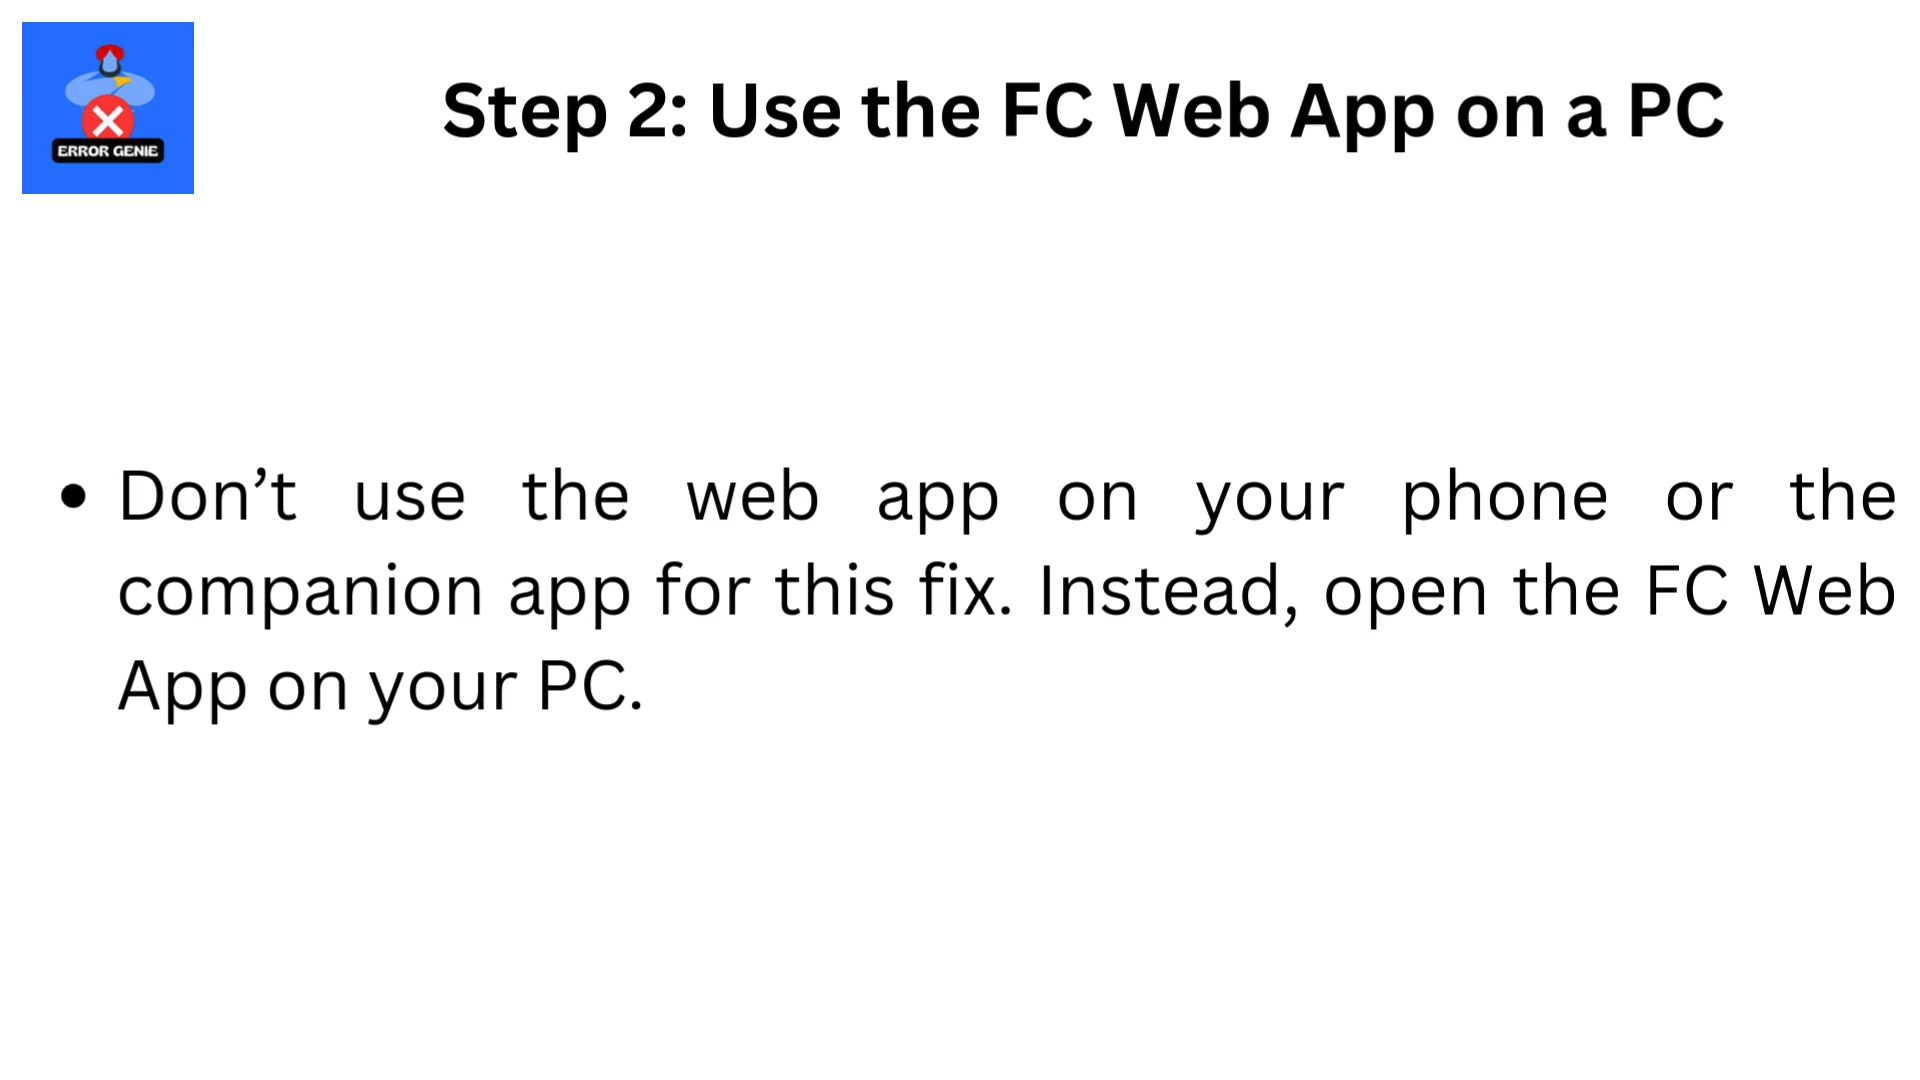 ERROR GENIE
Step 2: Use the FC Web App on a PC
• Don’t use the web app on your phone or the
companion app for this fix. Instead, open the FC Web
App on your PC.